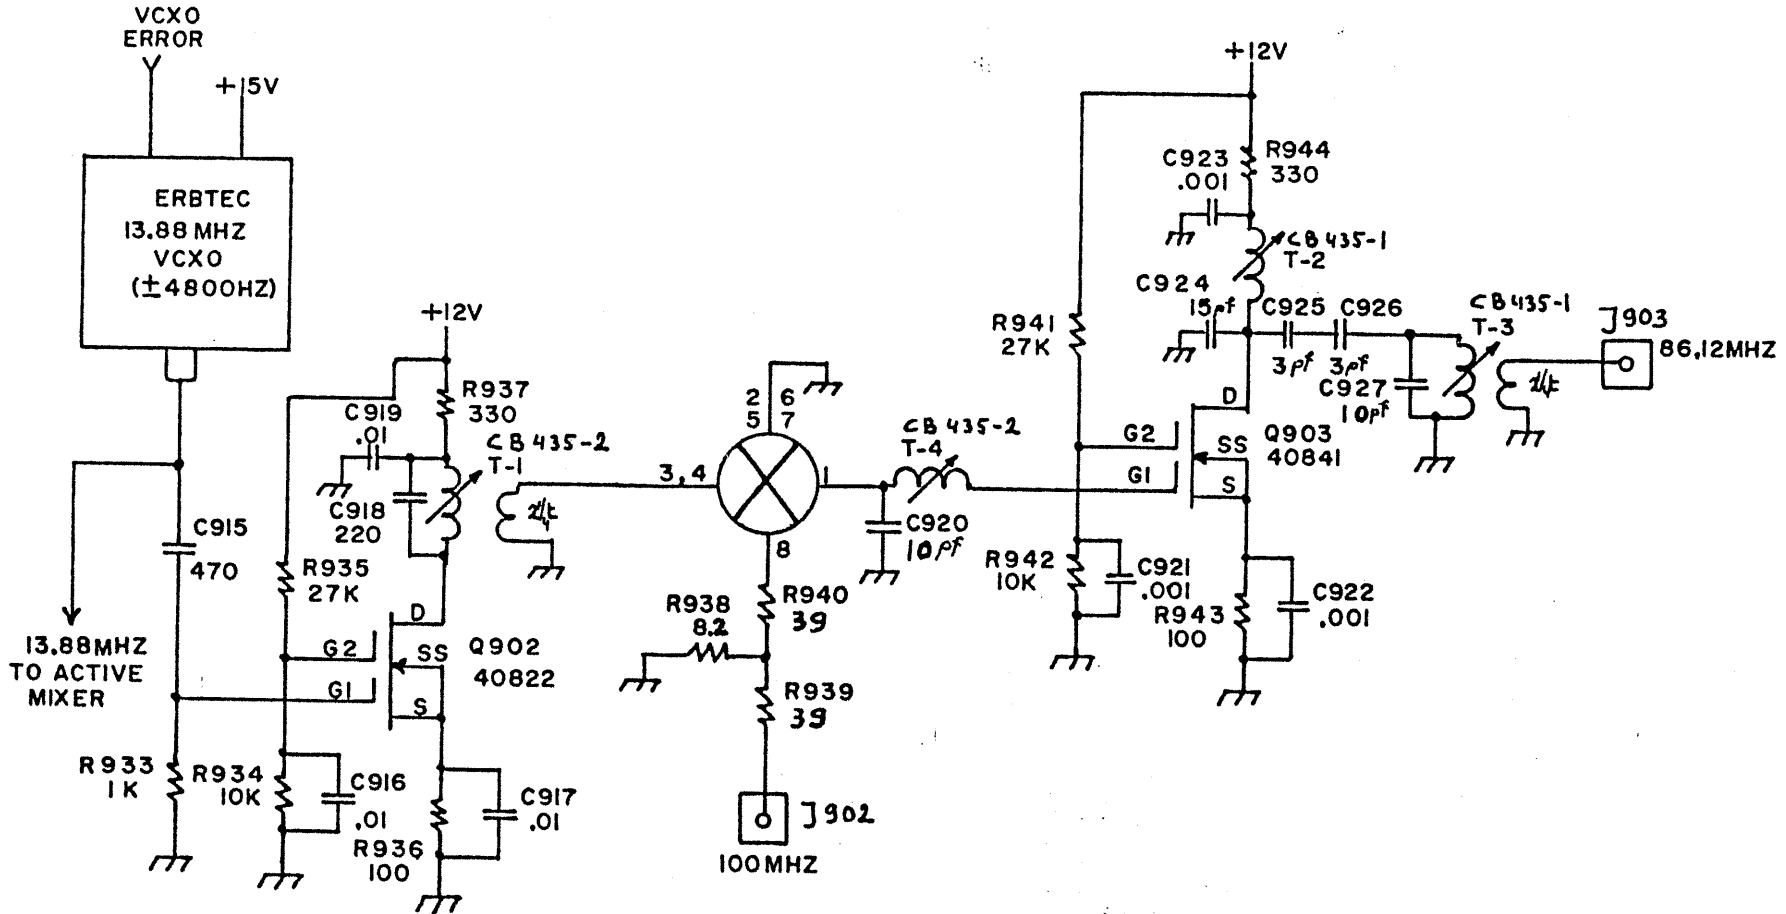 VCXO
ERROR
+15V
ERBTEC
13.88 MHZ
VCXO
(±4800HZ)
C915
470
13.88MHZ
TO ACTIVE
MIXER
R933
1K
R934
10K
C916
.01
R935
27K
+12V
R937
330
C919
.01
C918
220
CB 435-2
T-1
D
G2
SS
G1
S
Q902
40822
R936
100
C917
.01
3,4
2 6
5 7
1
8
R938
8.2
R940
39
R939
39
J902
100MHZ
CB 435-2
T-4
C920
10pf
+12V
R941
27K
R942
10K
C921
.001
C923
.001
R944
330
CB 435-1
T-2
C924
15pf
C925
3pf
C926
3pf
C927
10pf
CB 435-1
T-3
J903
86.12MHZ
D
G2
SS
G1
S
Q903
40841
R943
100
C922
.001